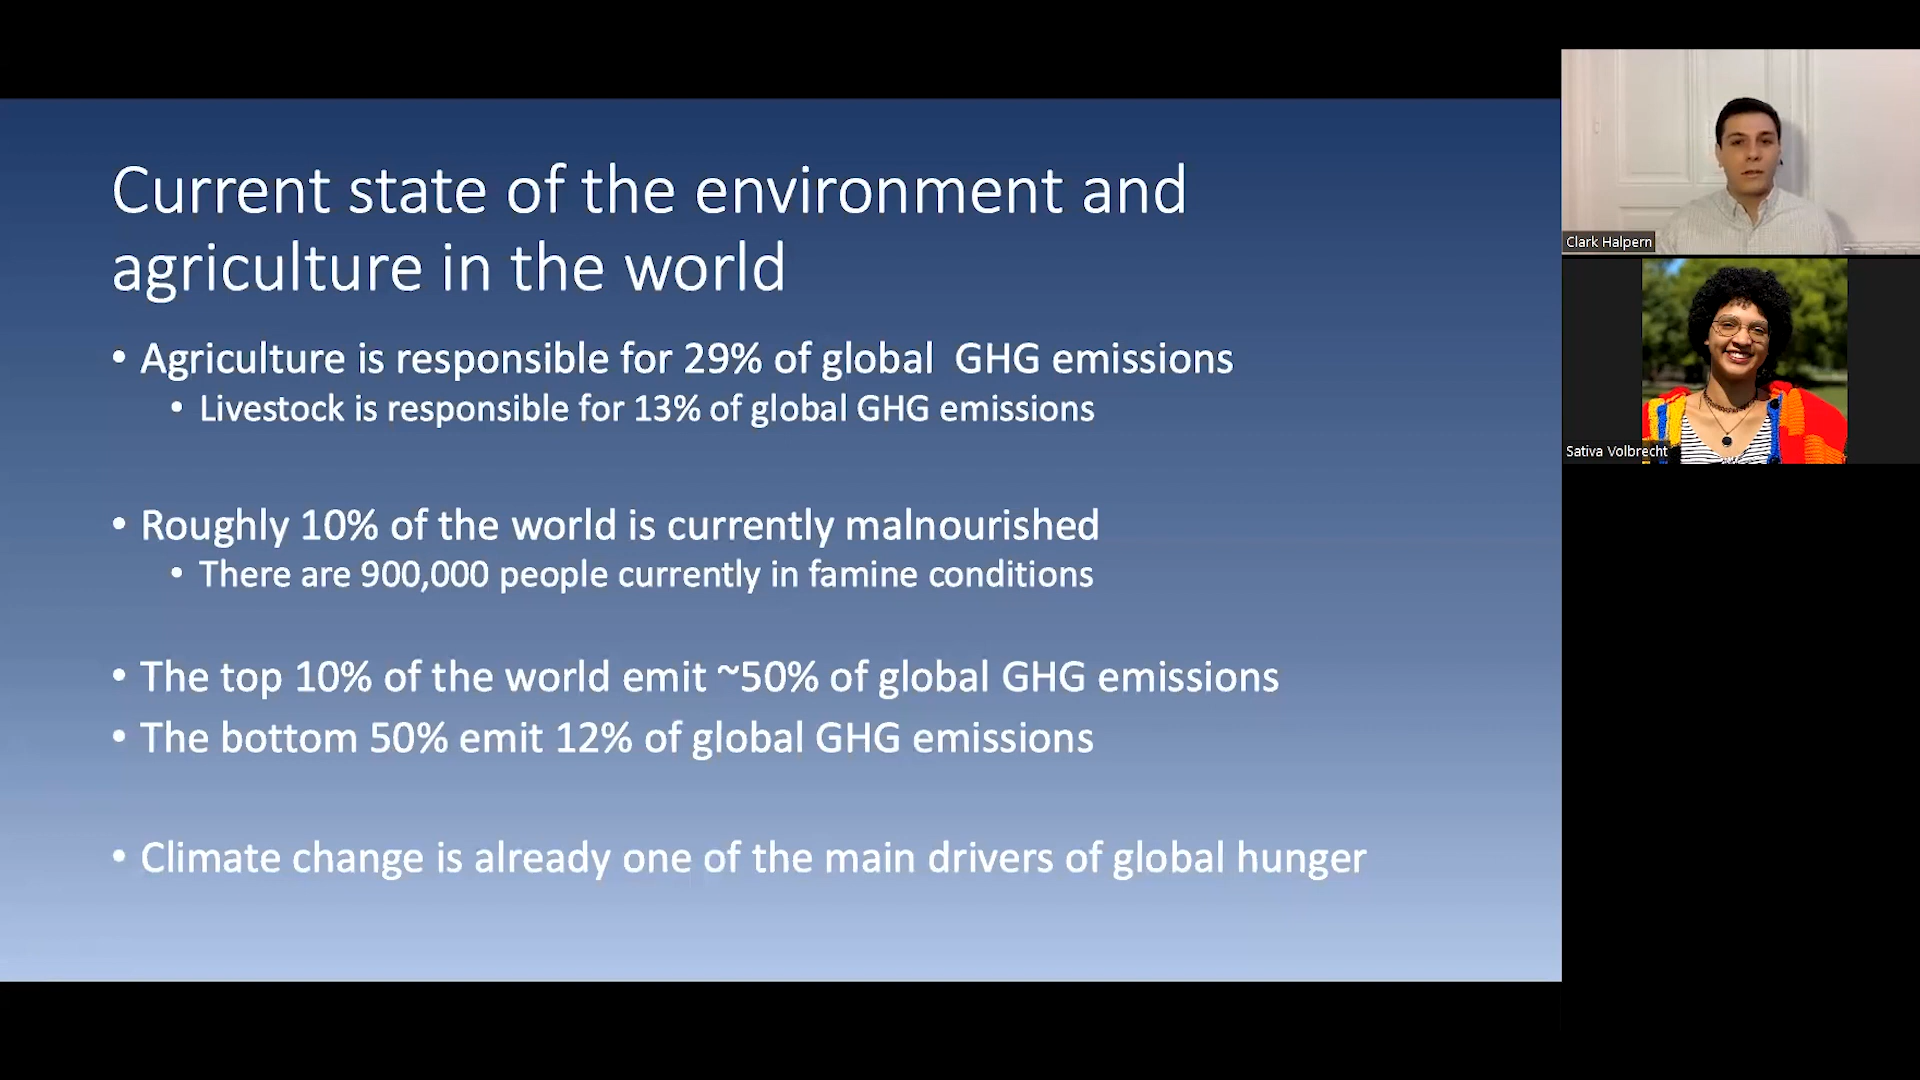 Current state of the environment and
agriculture in the world
• Agriculture is responsible for 29% of global  GHG emissions
• Livestock is responsible for 13% of global GHG emissions
• Roughly 10% of the world is currently malnourished
• There are 900,000 people currently in famine conditions
• The top 10% of the world emit ~50% of global GHG emissions
• The bottom 50% emit 12% of global GHG emissions
• Climate change is already one of the main drivers of global hunger
Clark Halpern
Sativa Volbrecht